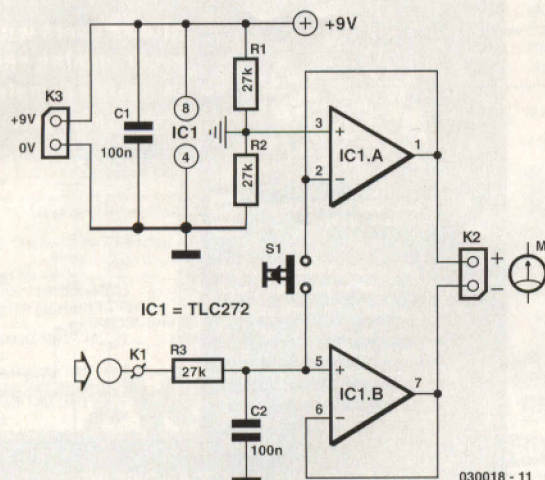 +9V
R1
27k
K3
+9V
0V
C1
100n
8
IC1
4
R2
27k
3
+
IC1.A
1
2
−
S1
K2
+
−
M
IC1 = TLC272
K1
R3
27k
5
+
IC1.B
7
6
−
C2
100n
030018 - 11